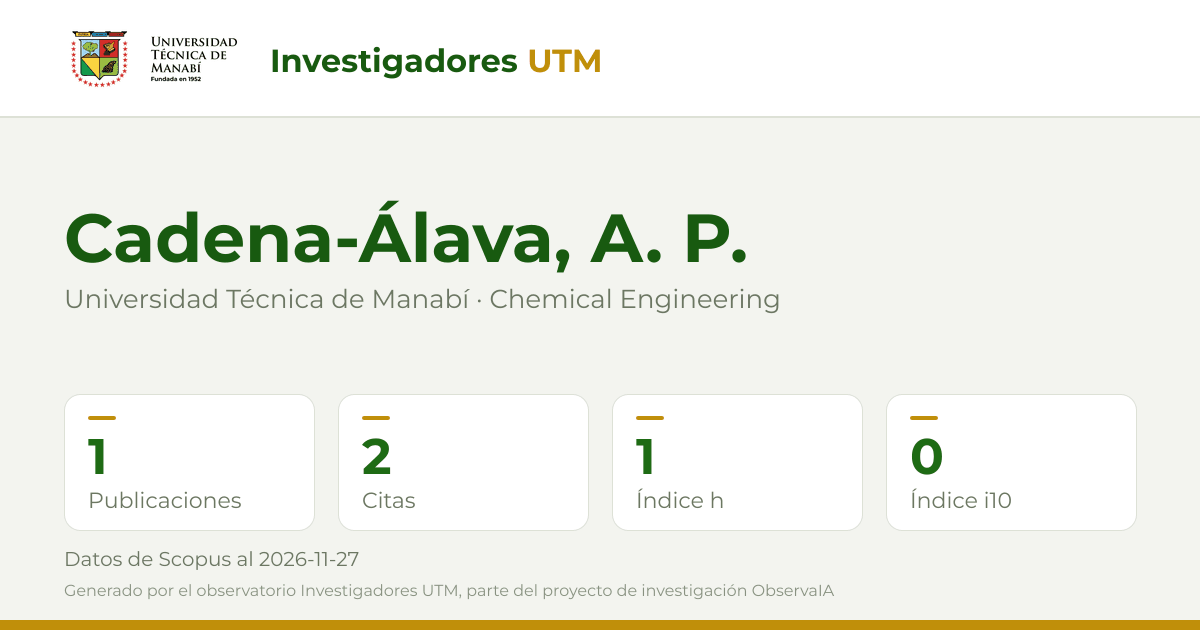 UNIVERSIDAD
TÉCNICA DE
MANABÍ
Fundada en 1952
Investigadores UTM
Cadena-Álava, A. P.
Universidad Técnica de Manabí · Chemical Engineering
1
Publicaciones
2
Citas
1
Índice h
0
Índice i10
Datos de Scopus al 2026-11-27
Generado por el observatorio Investigadores UTM, parte del proyecto de investigación ObservaIA